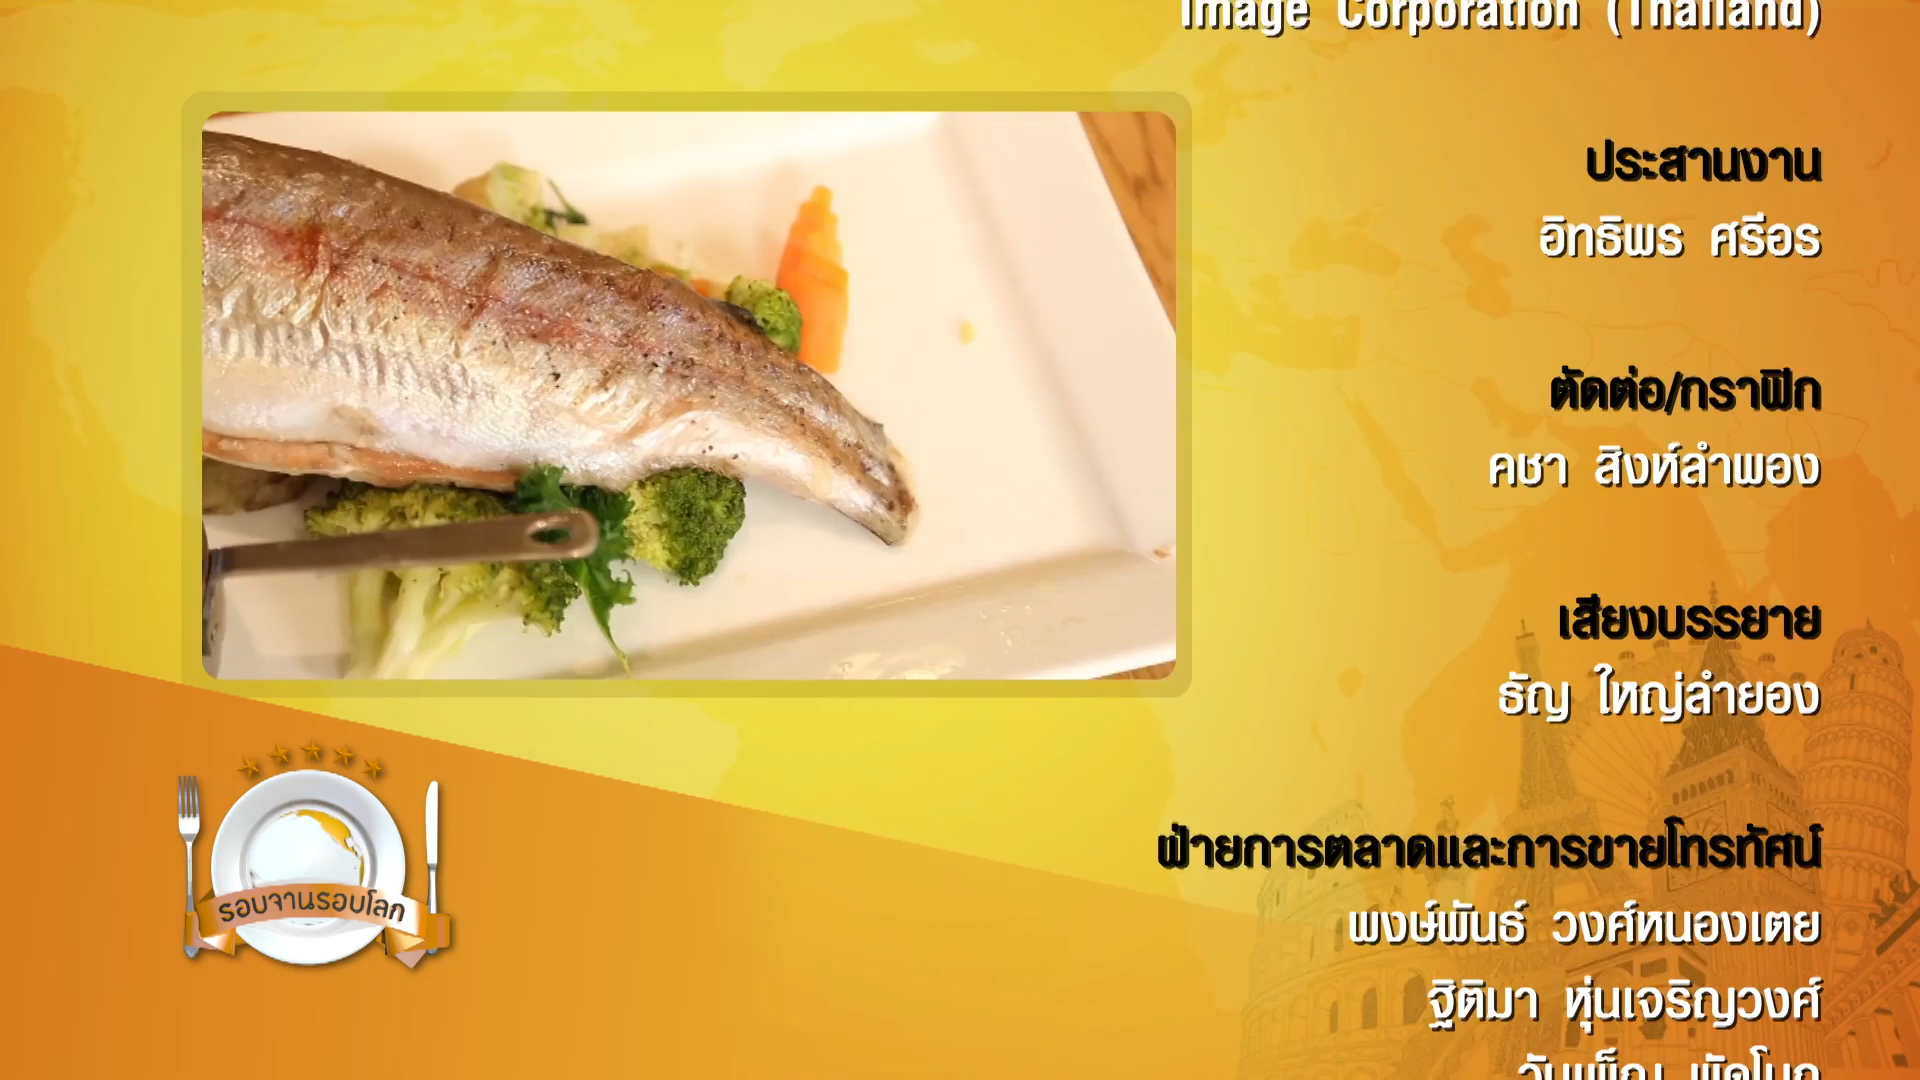 Image Corporation (Thailand)
ประสานงาน
อิทธิพร ศรีอร
ตัดต่อ/กราฟิก
คชา สิงห์ลำพอง
เสียงบรรยาย
ธัญ ใหญ่ลำยอง
ฝ่ายการตลาดและการขายโทรทัศน์
พงษ์พันธ์ วงศ์หนองเตย
ฐิติมา หุ่นเจริญวงศ์
รอบจานรอบโลก